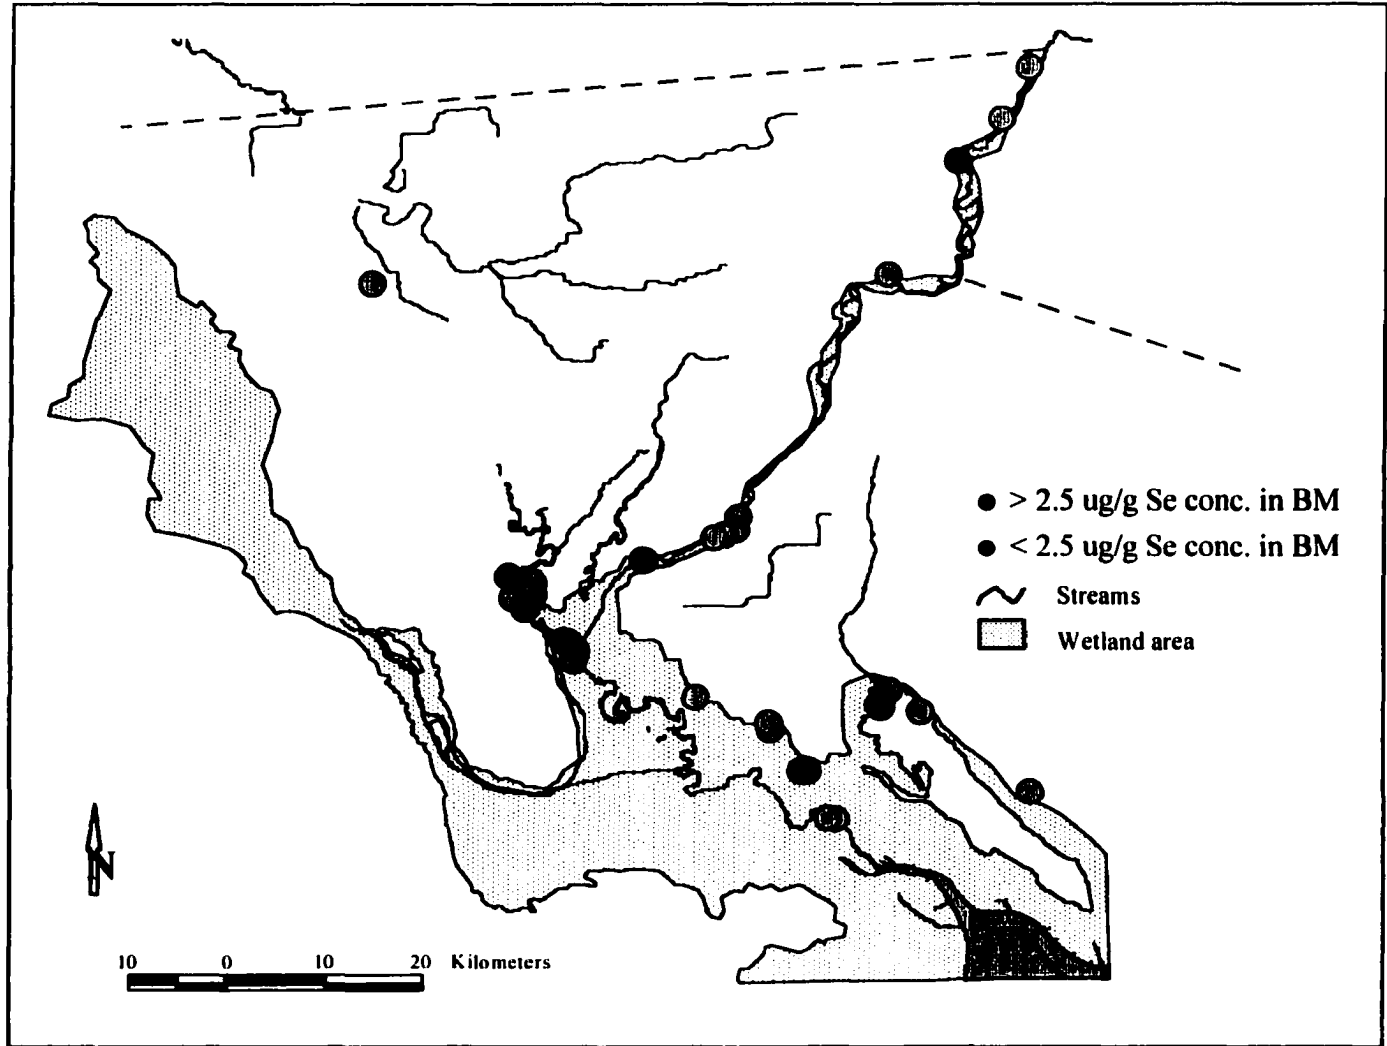 > 2.5 ug/g Se conc. in BM
< 2.5 ug/g Se conc. in BM
Streams
Wetland area
N
10 0 10 20 Kilometers